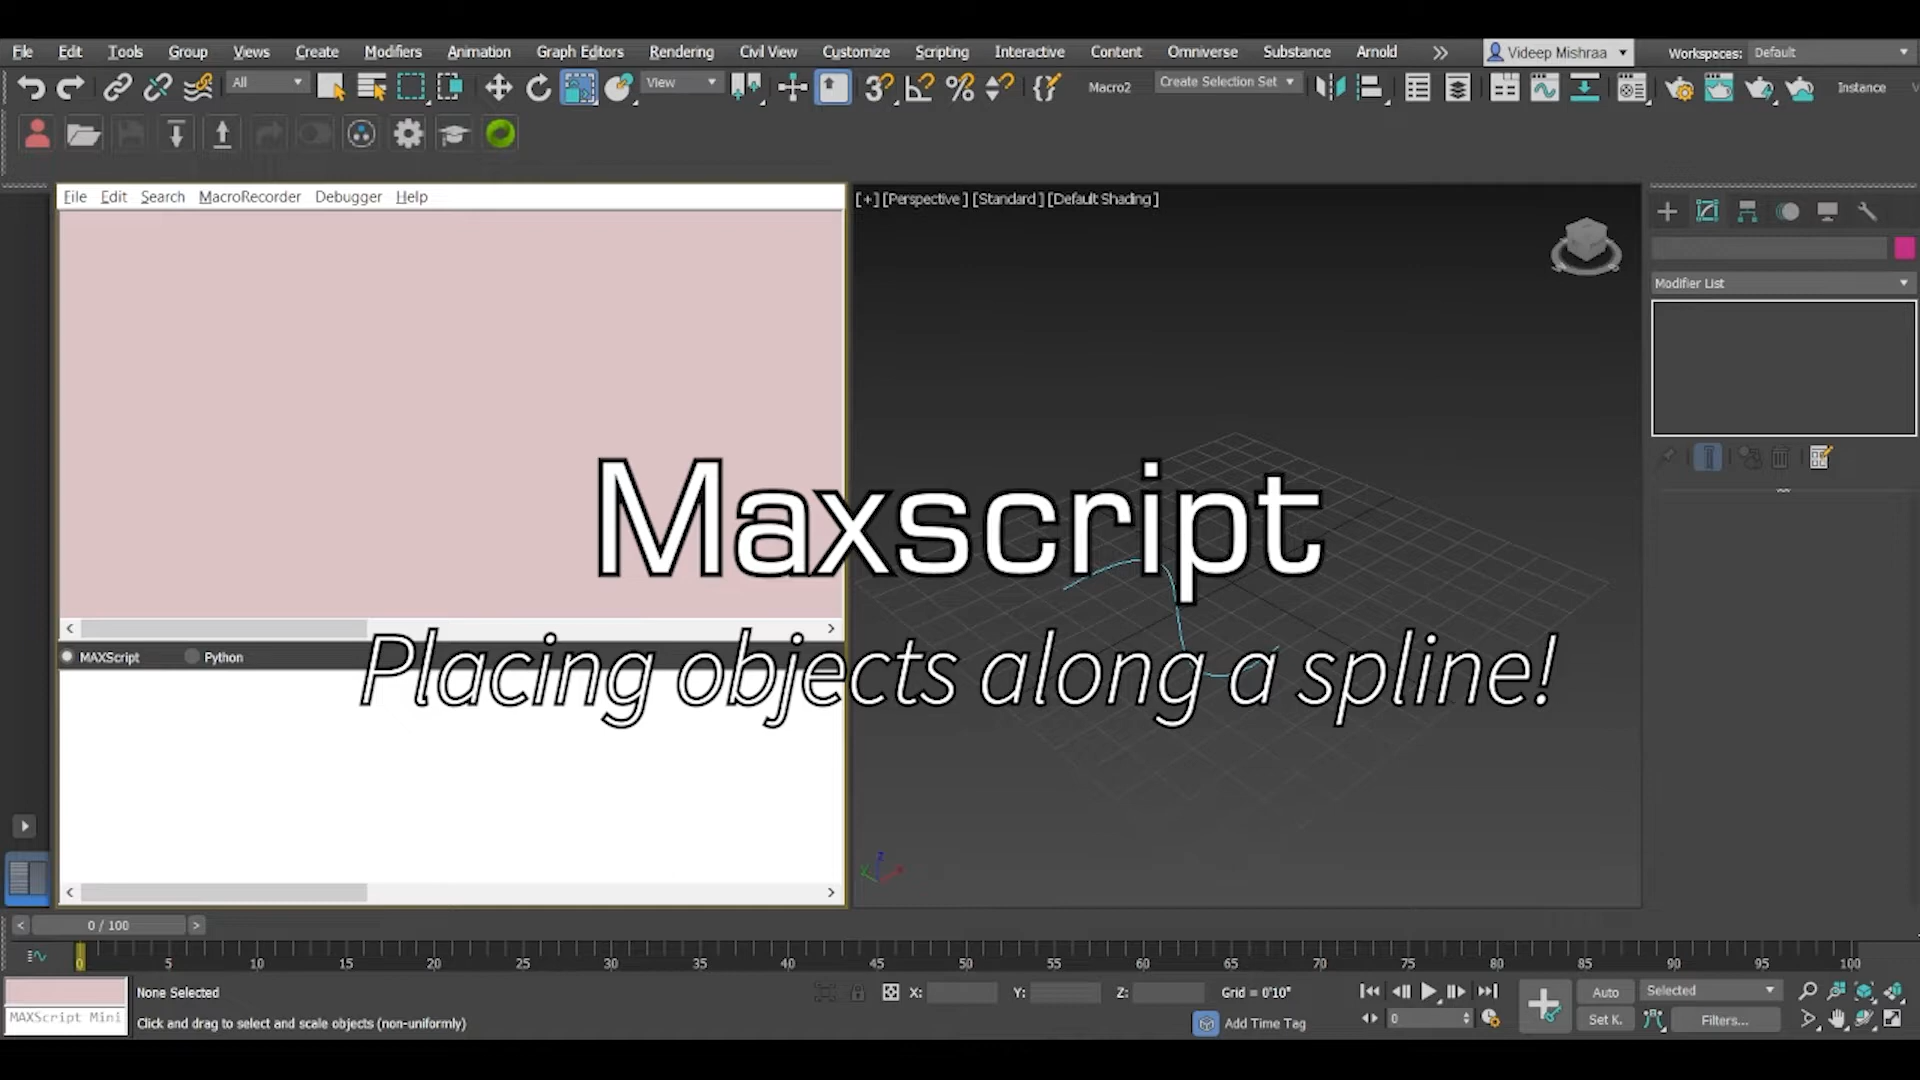 File Edit Tools Group Views Create Modifiers Animation Graph Editors Rendering Civil View Customize Scripting Interactive Content Omniverse Substance Arnold Videep Mishraa Workspaces: Default
All View Macro2 Create Selection Set Instance
File Edit Search MacroRecorder Debugger Help
[+] [Perspective ] [Standard ] [Default Shading ]
Modifier List
Maxscript
MAXScript Python
Placing objects along a spline!
0 / 100
0 5 10 15 20 25 30 35 40 45 50 55 60 65 70 75 80 85 90 95 100
None Selected X: Y: Z: Grid = 0'10" Auto Selected
MAXScript Mini Click and drag to select and scale objects (non-uniformly) Add Time Tag 0 Set K. Filters...